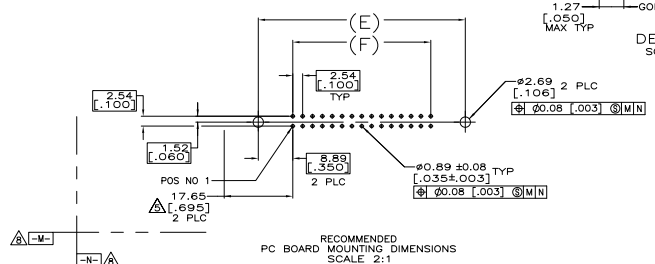 1.27
[.050]
MAX TYP
GO
DE
SC
(E)
(F)
2.54
[.100]
TYP
2.54
[.100]
1.52
[.060]
8.89
[.350]
2 PLC
POS NO 1
17.65
5 [.695]
2 PLC
ø2.69 2 PLC
[.106]
⌖ ø0.08 [.003] Ⓢ M N
ø0.89 ±0.08 TYP
[.035±.003]
⌖ ø0.08 [.003] Ⓢ M N
8 -M-
-N- 8
RECOMMENDED
PC BOARD MOUNTING DIMENSIONS
SCALE 2:1